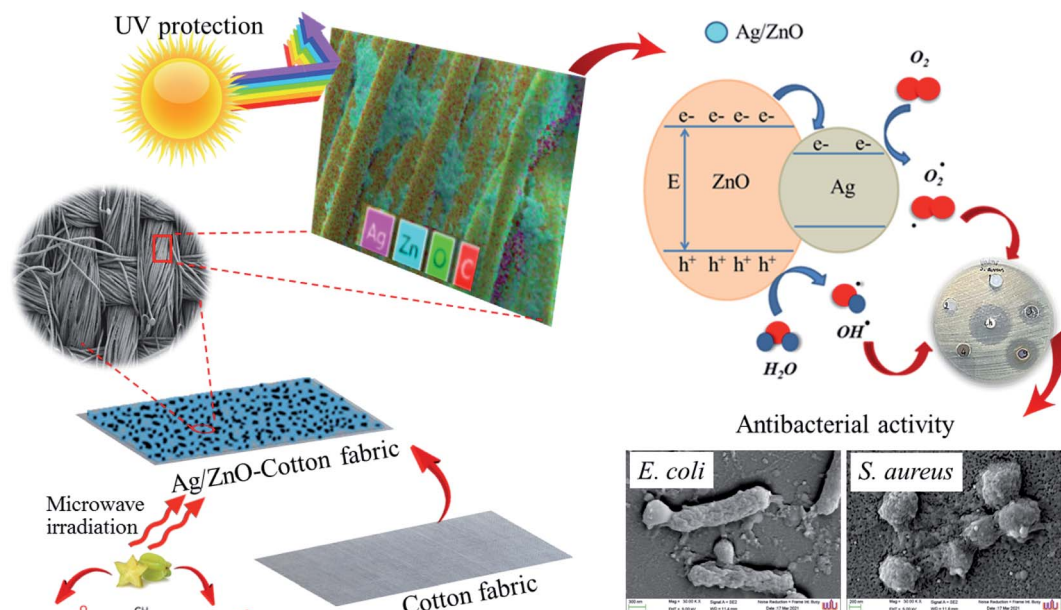 UV protection
Ag/ZnO
O₂
e- e- e- e-
e- e-
E
ZnO
Ag
O₂•
•
Ag
Zn
O
C
h⁺ h⁺ h⁺ h⁺
OH•
H₂O
S. aureus
Antibacterial activity
Ag/ZnO-Cotton fabric
E. coli
S. aureus
Microwave
irradiation
Cotton fabric